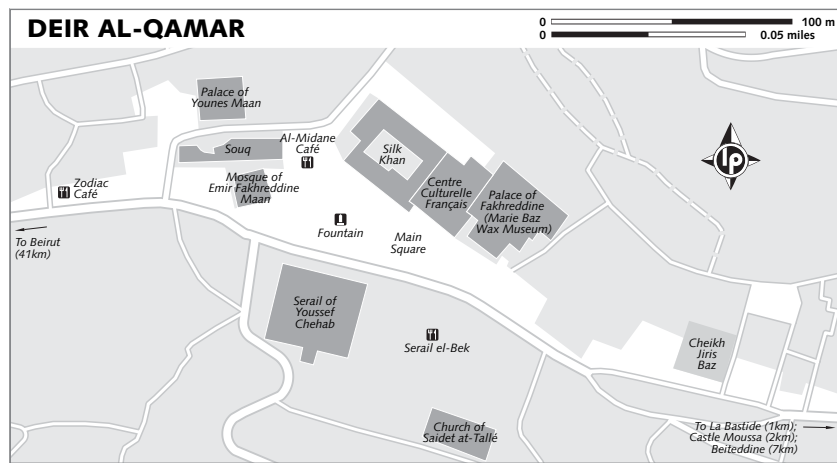 DEIR AL-QAMAR
0 100 m
0 0.05 miles
Palace of
Younes Maan
Al-Midane
Café
Souq
Silk
Khan
Zodiac
Café
Mosque of
Emir Fakhreddine
Maan
Centre
Culturelle
Français
Palace of
Fakhreddine
(Marie Baz
Wax Museum)
lp
Fountain
Main
Square
To Beirut
(41km)
Serail of
Youssef
Chehab
Serail el-Bek
Cheikh
Jiris
Baz
Church of
Saidet at-Tallé
To La Bastide (1km);
Castle Moussa (2km);
Beiteddine (7km)